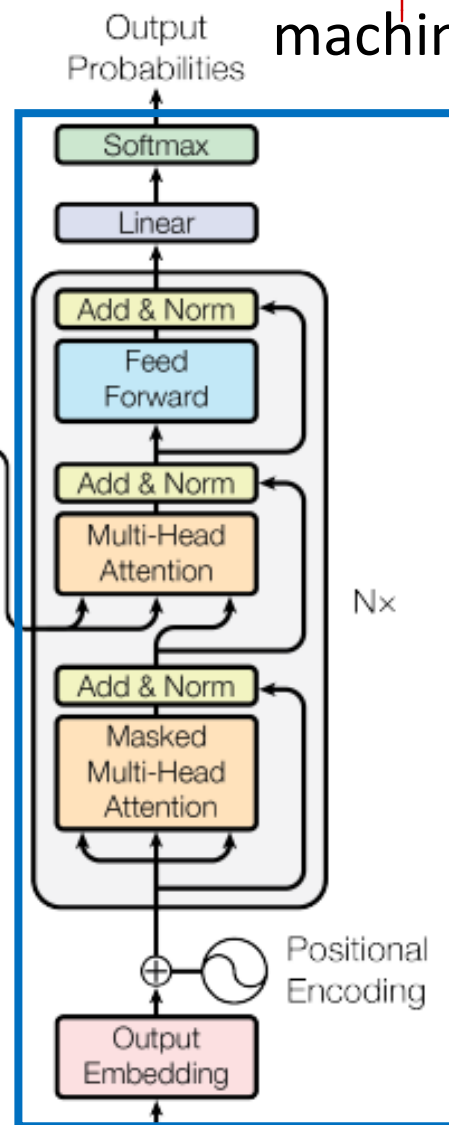 Output
Probabilities
Softmax
Linear
Add & Norm
Feed
Forward
Add & Norm
Multi-Head
Attention
Nx
Add & Norm
Masked
Multi-Head
Attention
Positional
Encoding
Output
Embedding